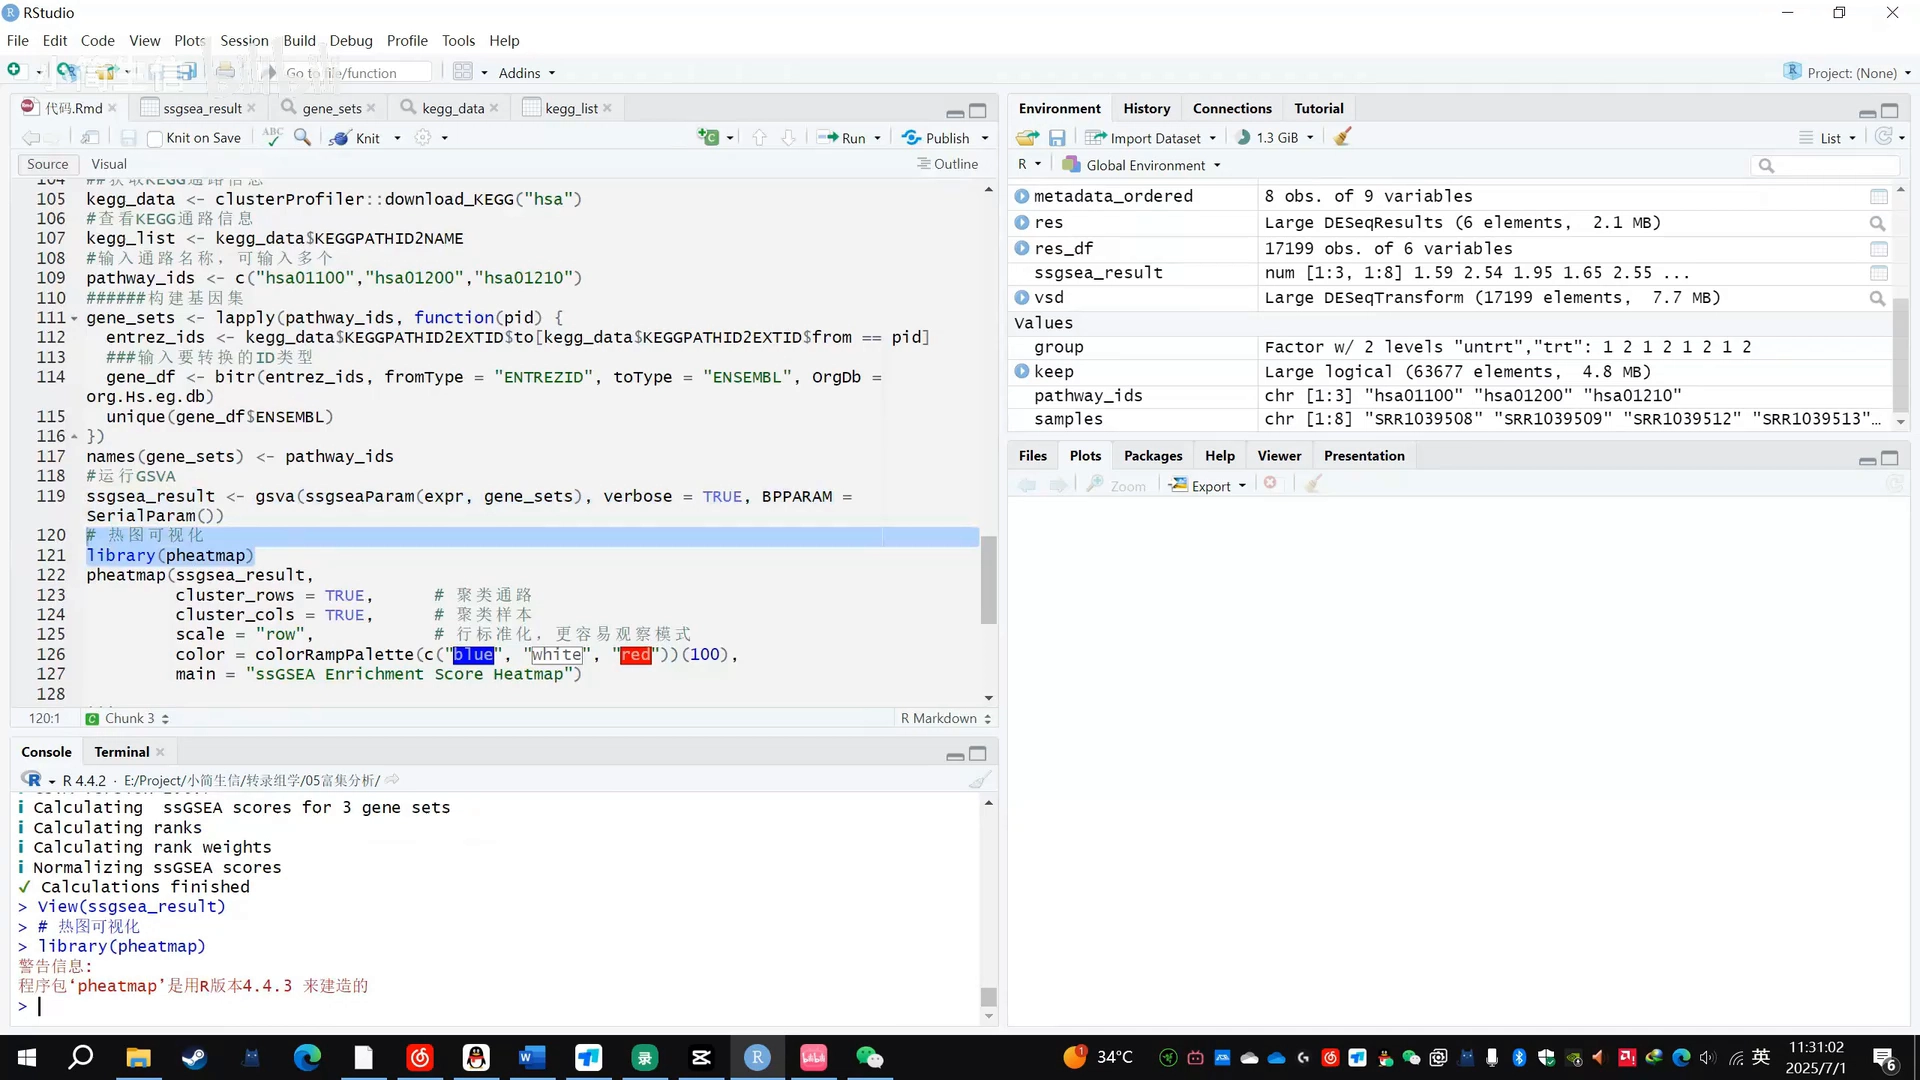 RStudio
File Edit Code View Plots Session Build Debug Profile Tools Help
Go to file/function Addins Project: (None)
代码.Rmd ssgsea_result gene_sets kegg_data kegg_list
Knit on Save Knit Run Publish
Source Visual Outline
104 ##获取KEGG通路信息
105 kegg_data <- clusterProfiler::download_KEGG("hsa")
106 #查看KEGG通路信息
107 kegg_list <- kegg_data$KEGGPATHID2NAME
108 #输入通路名称，可输入多个
109 pathway_ids <- c("hsa01100","hsa01200","hsa01210")
110 ######构建基因集
111 gene_sets <- lapply(pathway_ids, function(pid) {
112 entrez_ids <- kegg_data$KEGGPATHID2EXTID$to[kegg_data$KEGGPATHID2EXTID$from == pid]
113 ###输入要转换的ID类型
114 gene_df <- bitr(entrez_ids, fromType = "ENTREZID", toType = "ENSEMBL", OrgDb =
org.Hs.eg.db)
115 unique(gene_df$ENSEMBL)
116 })
117 names(gene_sets) <- pathway_ids
118 #运行GSVA
119 ssgsea_result <- gsva(ssgseaParam(expr, gene_sets), verbose = TRUE, BPPARAM =
SerialParam())
120 # 热图可视化
121 library(pheatmap)
122 pheatmap(ssgsea_result,
123 cluster_rows = TRUE, # 聚类通路
124 cluster_cols = TRUE, # 聚类样本
125 scale = "row", # 行标准化，更容易观察模式
126 color = colorRampPalette(c("blue", "white", "red"))(100),
127 main = "ssGSEA Enrichment Score Heatmap")
128
120:1 Chunk 3 R Markdown
Console Terminal
R 4.4.2 · E:/Project/小简生信/转录组学/05富集分析/
i Calculating  ssGSEA scores for 3 gene sets
i Calculating ranks
i Calculating rank weights
i Normalizing ssGSEA scores
✓ Calculations finished
> View(ssgsea_result)
> # 热图可视化
> library(pheatmap)
警告信息:
程序包‘pheatmap’是用R版本4.4.3 来建造的
>
Environment History Connections Tutorial
Import Dataset 1.3 GiB List
R Global Environment
metadata_ordered 8 obs. of 9 variables
res Large DESeqResults (6 elements,  2.1 MB)
res_df 17199 obs. of 6 variables
ssgsea_result num [1:3, 1:8] 1.59 2.54 1.95 1.65 2.55 ...
vsd Large DESeqTransform (17199 elements,  7.7 MB)
Values
group Factor w/ 2 levels "untrt","trt": 1 2 1 2 1 2 1 2
keep Large logical (63677 elements,  4.8 MB)
pathway_ids chr [1:3] "hsa01100" "hsa01200" "hsa01210"
samples chr [1:8] "SRR1039508" "SRR1039509" "SRR1039512" "SRR1039513"…
Files Plots Packages Help Viewer Presentation
Zoom Export
34°C 英 11:31:02
2025/7/1 6